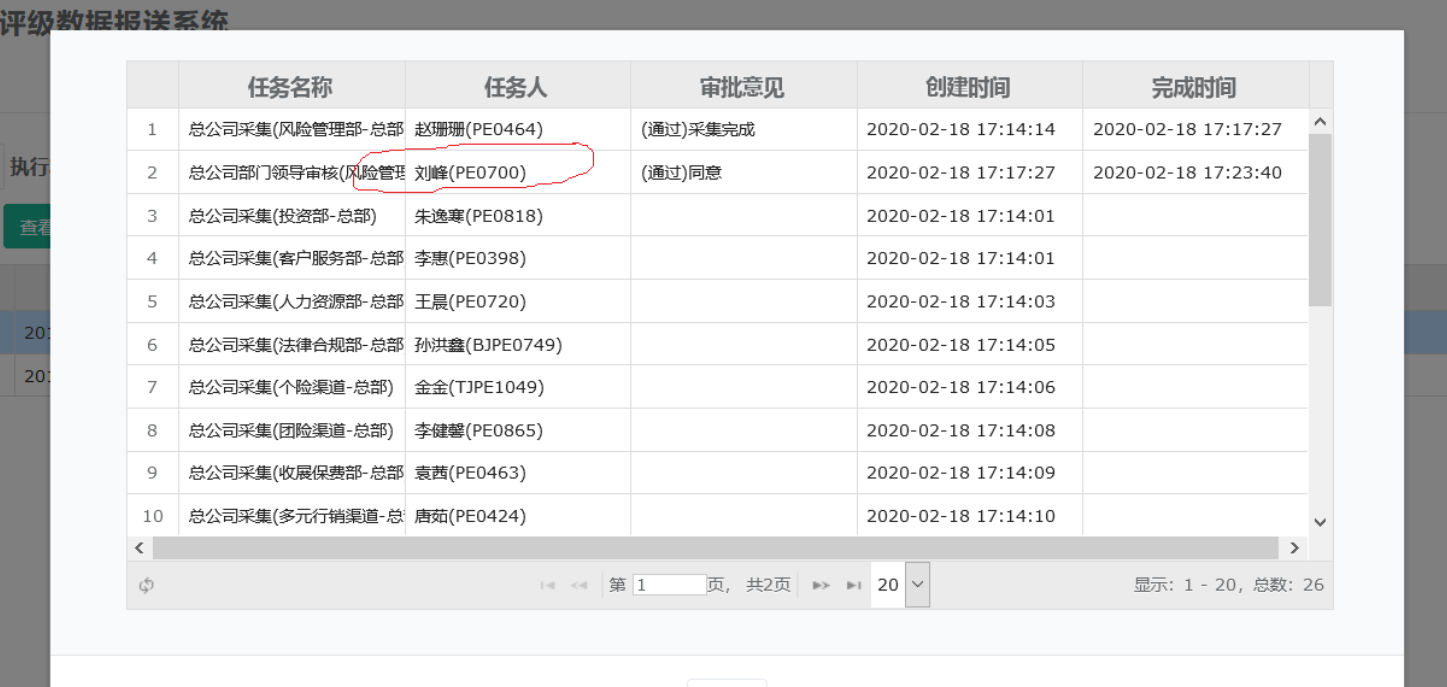 评级数据报送系统
执行
查看
201
201
任务名称 任务人 审批意见 创建时间 完成时间
1 总公司采集(风险管理部-总部 赵珊珊(PE0464) (通过)采集完成 2020-02-18 17:14:14 2020-02-18 17:17:27
2 总公司部门领导审核(风险管理 刘峰(PE0700) (通过)同意 2020-02-18 17:17:27 2020-02-18 17:23:40
3 总公司采集(投资部-总部) 朱逸寒(PE0818) 2020-02-18 17:14:01
4 总公司采集(客户服务部-总部 李惠(PE0398) 2020-02-18 17:14:01
5 总公司采集(人力资源部-总部 王晨(PE0720) 2020-02-18 17:14:03
6 总公司采集(法律合规部-总部 孙洪鑫(BJPE0749) 2020-02-18 17:14:05
7 总公司采集(个险渠道-总部) 金金(TJPE1049) 2020-02-18 17:14:06
8 总公司采集(团险渠道-总部) 李健馨(PE0865) 2020-02-18 17:14:08
9 总公司采集(收展保费部-总部 袁茜(PE0463) 2020-02-18 17:14:09
10 总公司采集(多元行销渠道-总 唐茹(PE0424) 2020-02-18 17:14:10
第 1 页, 共2页 20 显示: 1 - 20, 总数: 26